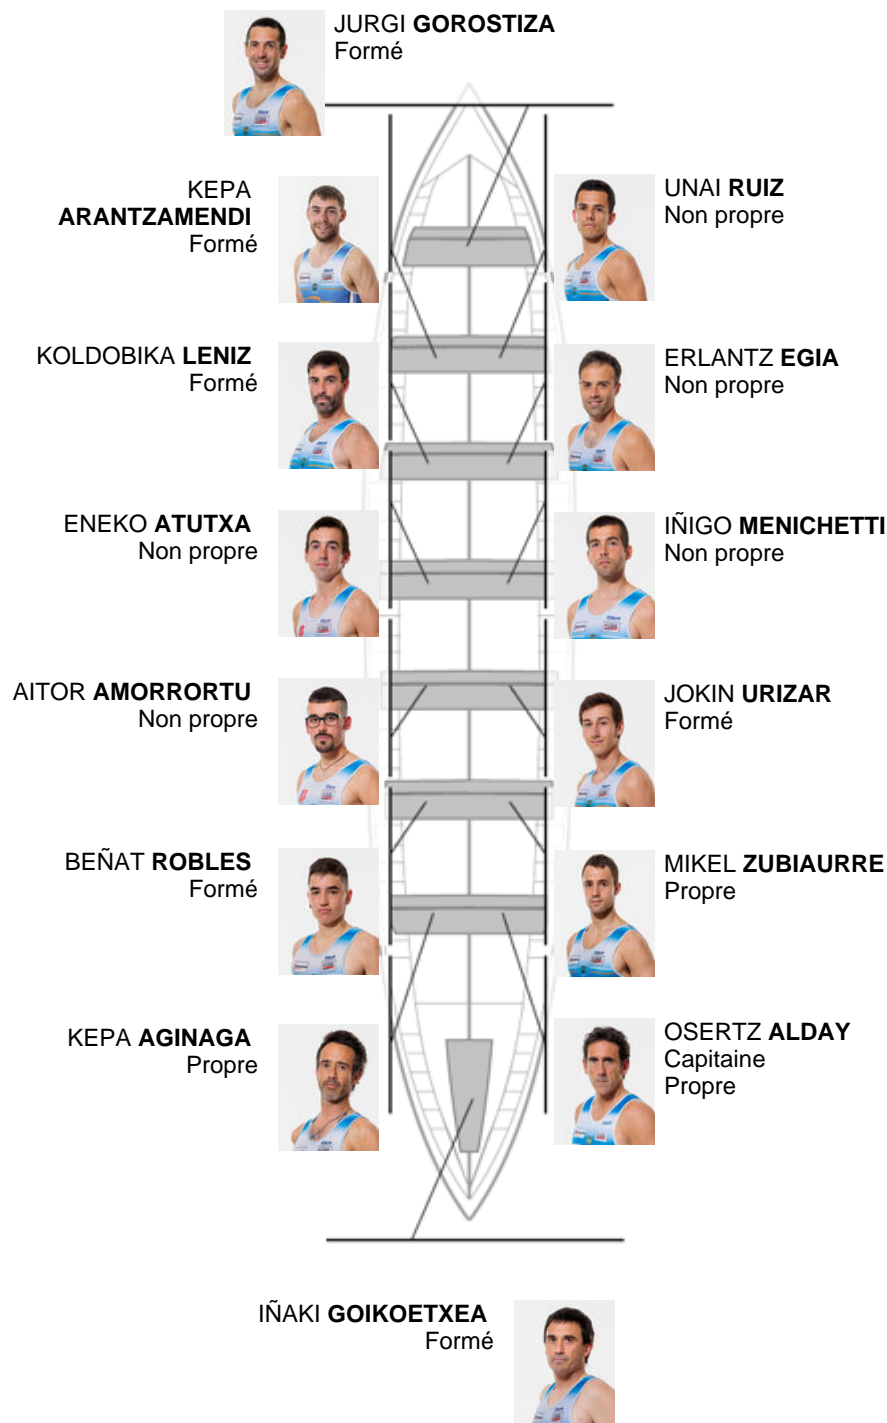 JURGI GOROSTIZA
Formé
KEPA
ARANTZAMENDI
Formé
UNAI RUIZ
Non propre
KOLDOBIKA LENIZ
Formé
ERLANTZ EGIA
Non propre
ENEKO ATUTXA
Non propre
IÑIGO MENICHETTI
Non propre
AITOR AMORRORTU
Non propre
JOKIN URIZAR
Formé
BEÑAT ROBLES
Formé
MIKEL ZUBIAURRE
Propre
KEPA AGINAGA
Propre
OSERTZ ALDAY
Capitaine
Propre
IÑAKI GOIKOETXEA
Formé